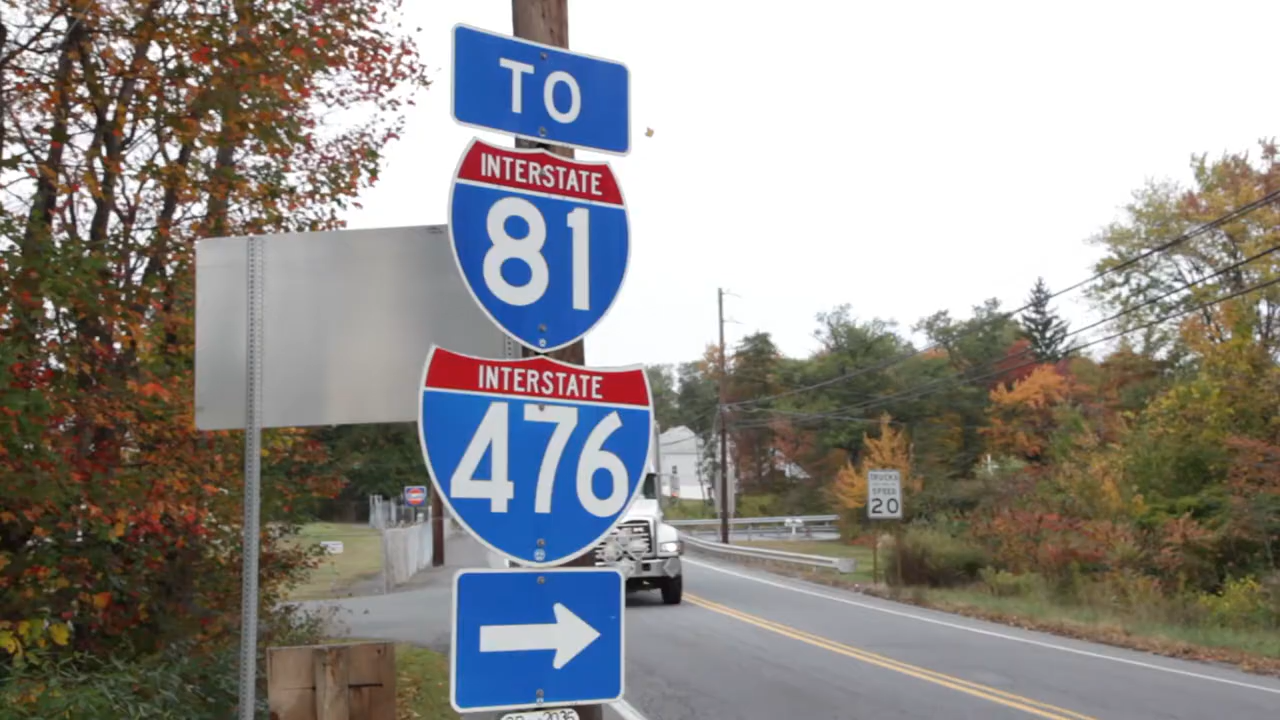 TO
INTERSTATE
81
INTERSTATE
476
TRUCKS
SPEED
20